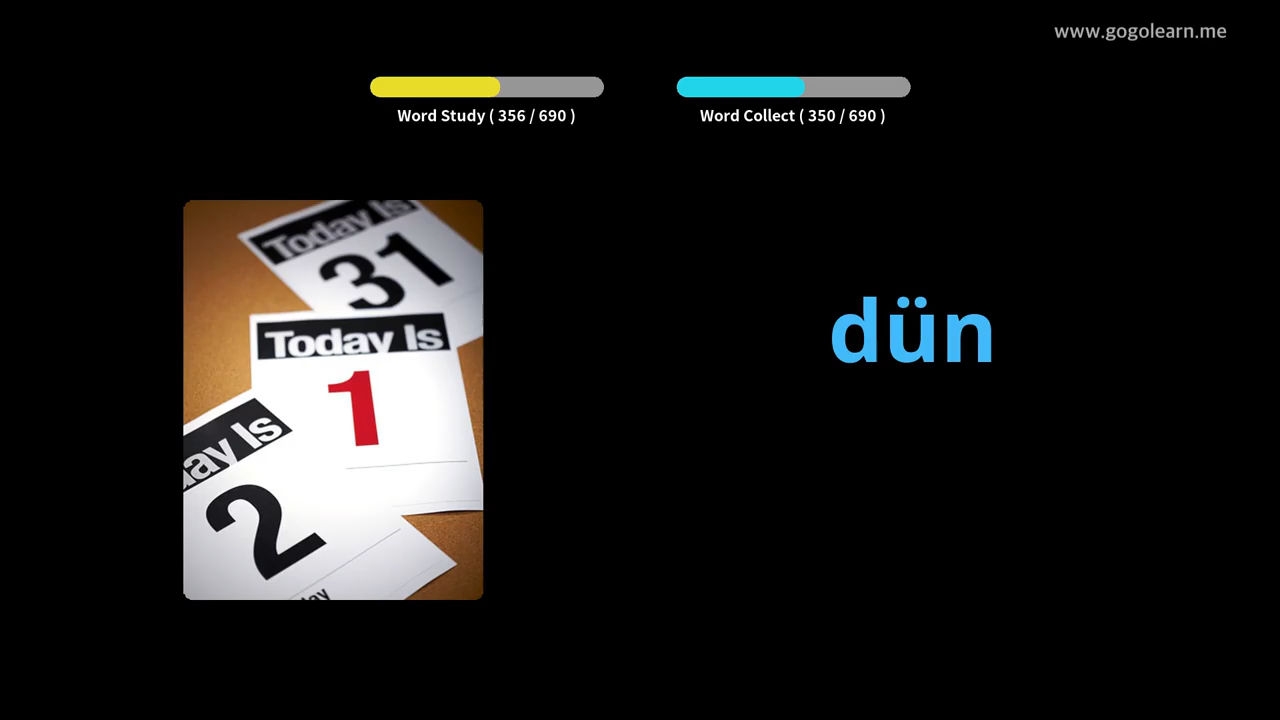 www.gogolearn.me
Word Study ( 356 / 690 )
Word Collect ( 350 / 690 )
Today Is
31
Today Is
1
ay Is
2
ay
dün